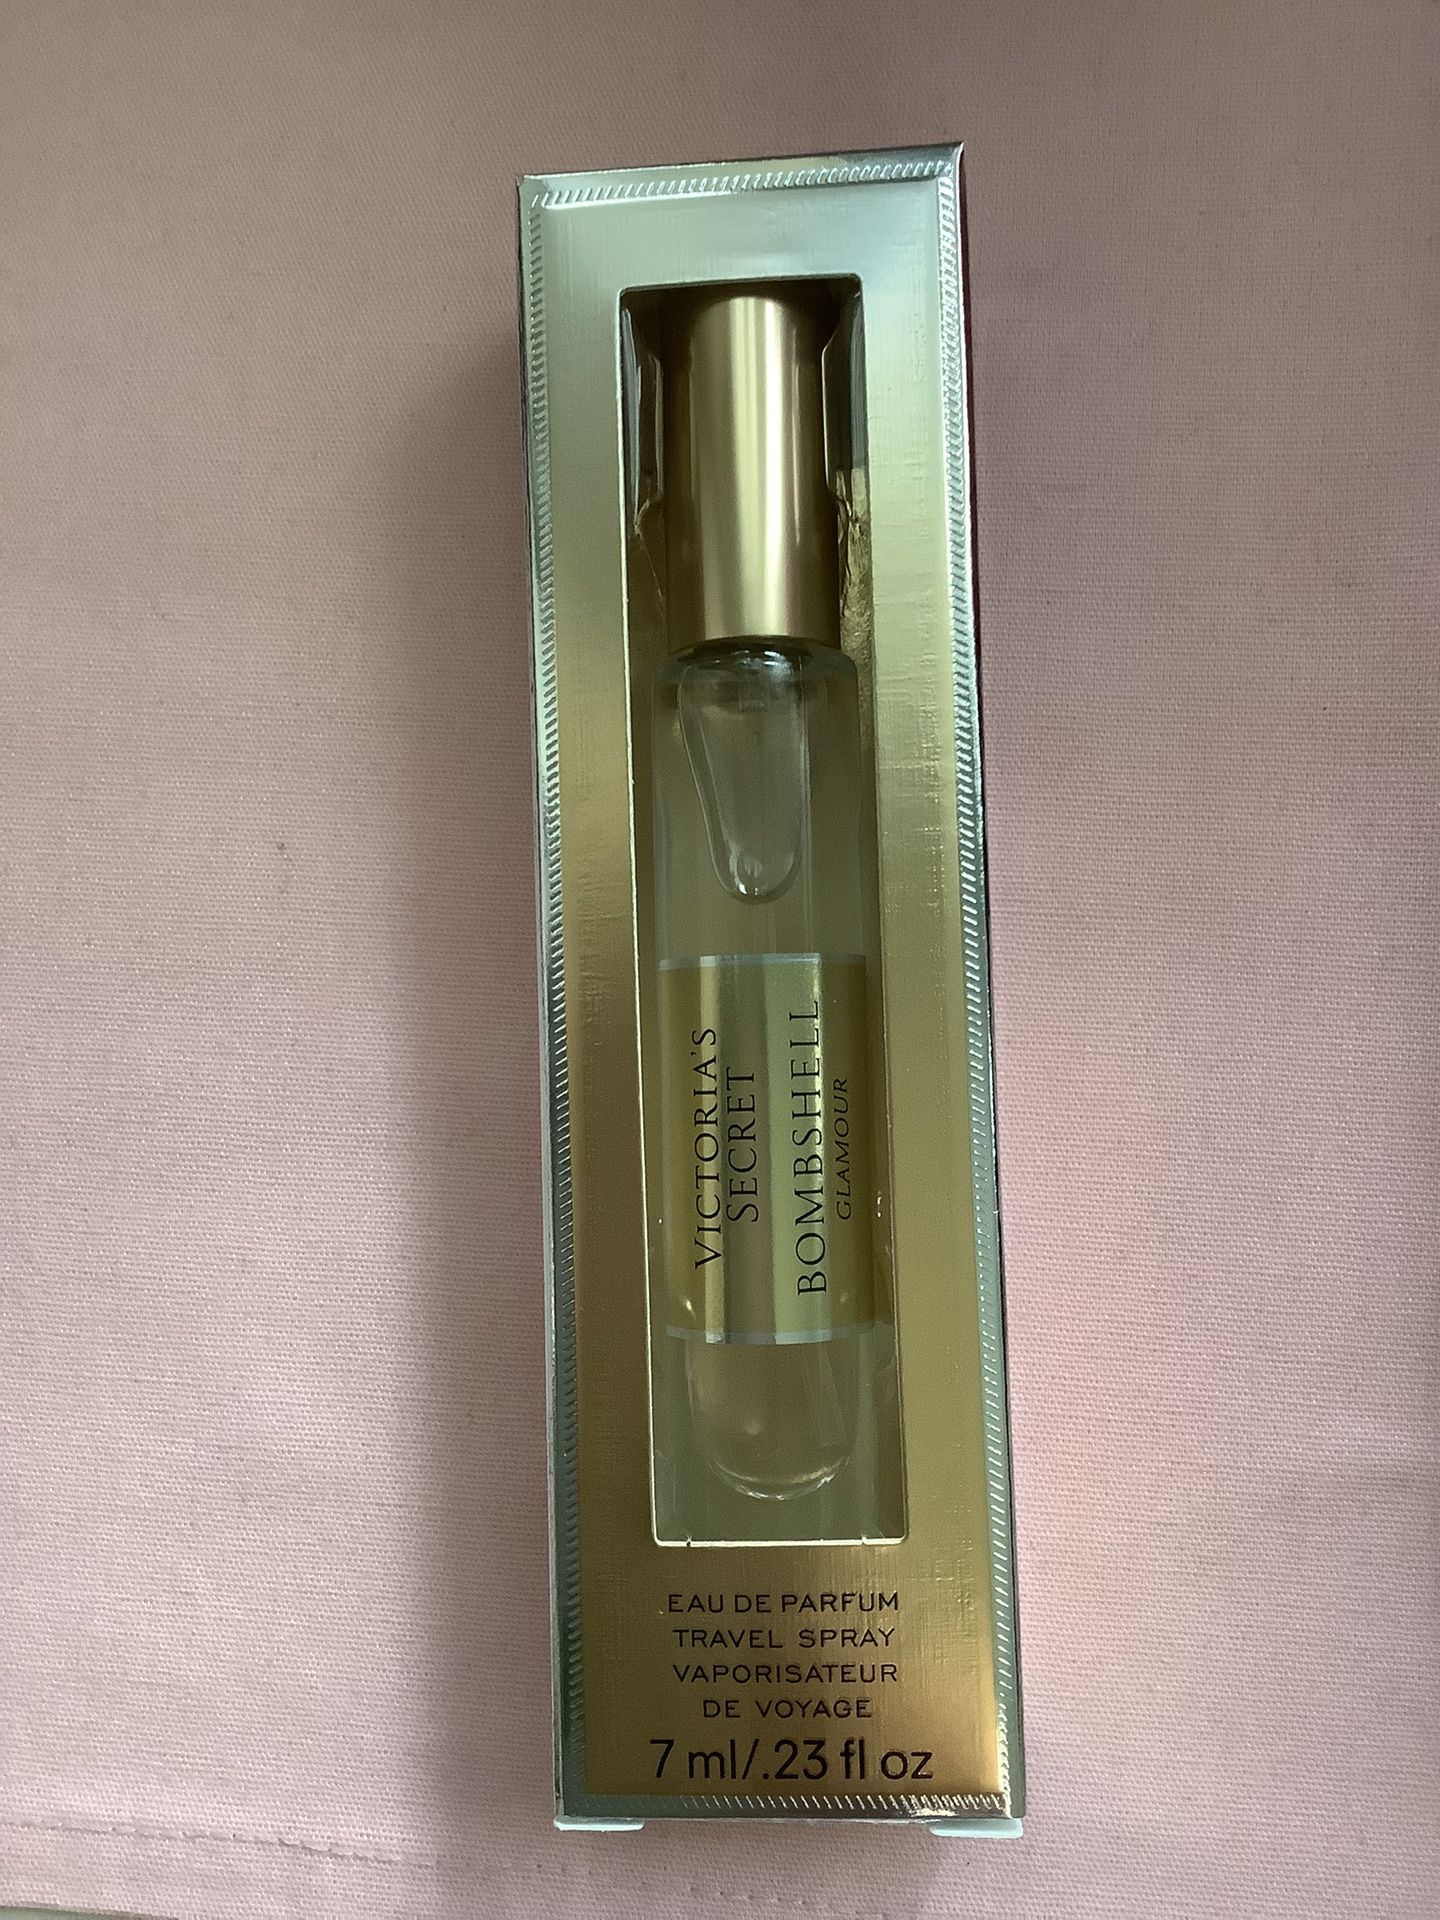 VICTORIA'S
SECRET
BOMBSHELL
GLAMOUR
EAU DE PARFUM
TRAVEL SPRAY
VAPORISATEUR
DE VOYAGE
7 ml/.23 fl oz